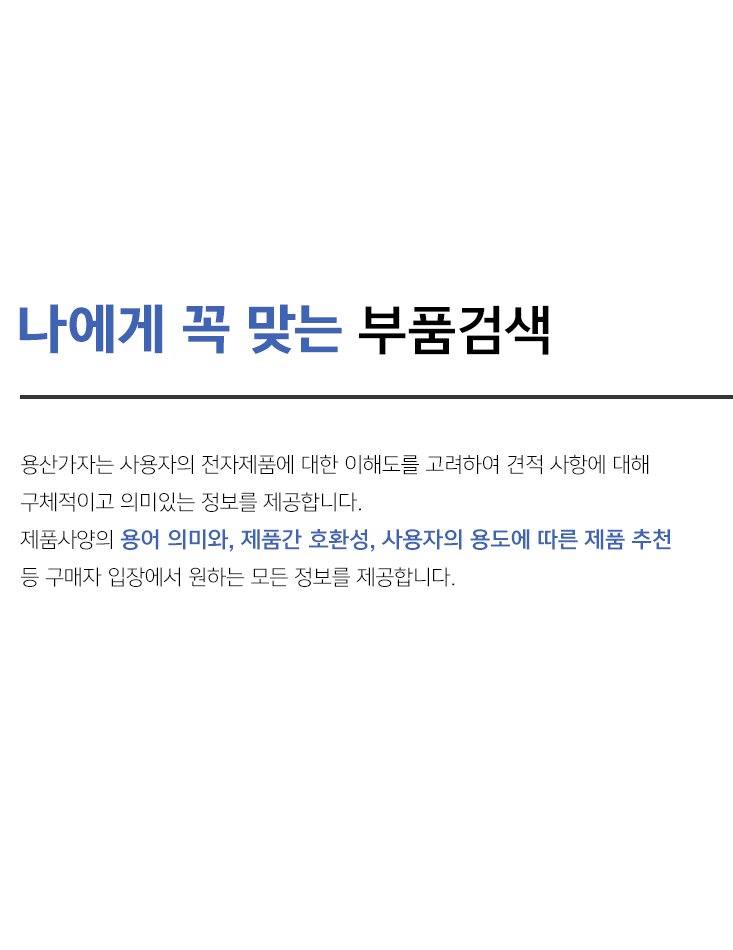 나에게 꼭 맞는 부품검색
용산가자는 사용자의 전자제품에 대한 이해도를 고려하여 견적 사항에 대해
구체적이고 의미있는 정보를 제공합니다.
제품사양의 용어 의미와, 제품간 호환성, 사용자의 용도에 따른 제품 추천
등 구매자 입장에서 원하는 모든 정보를 제공합니다.